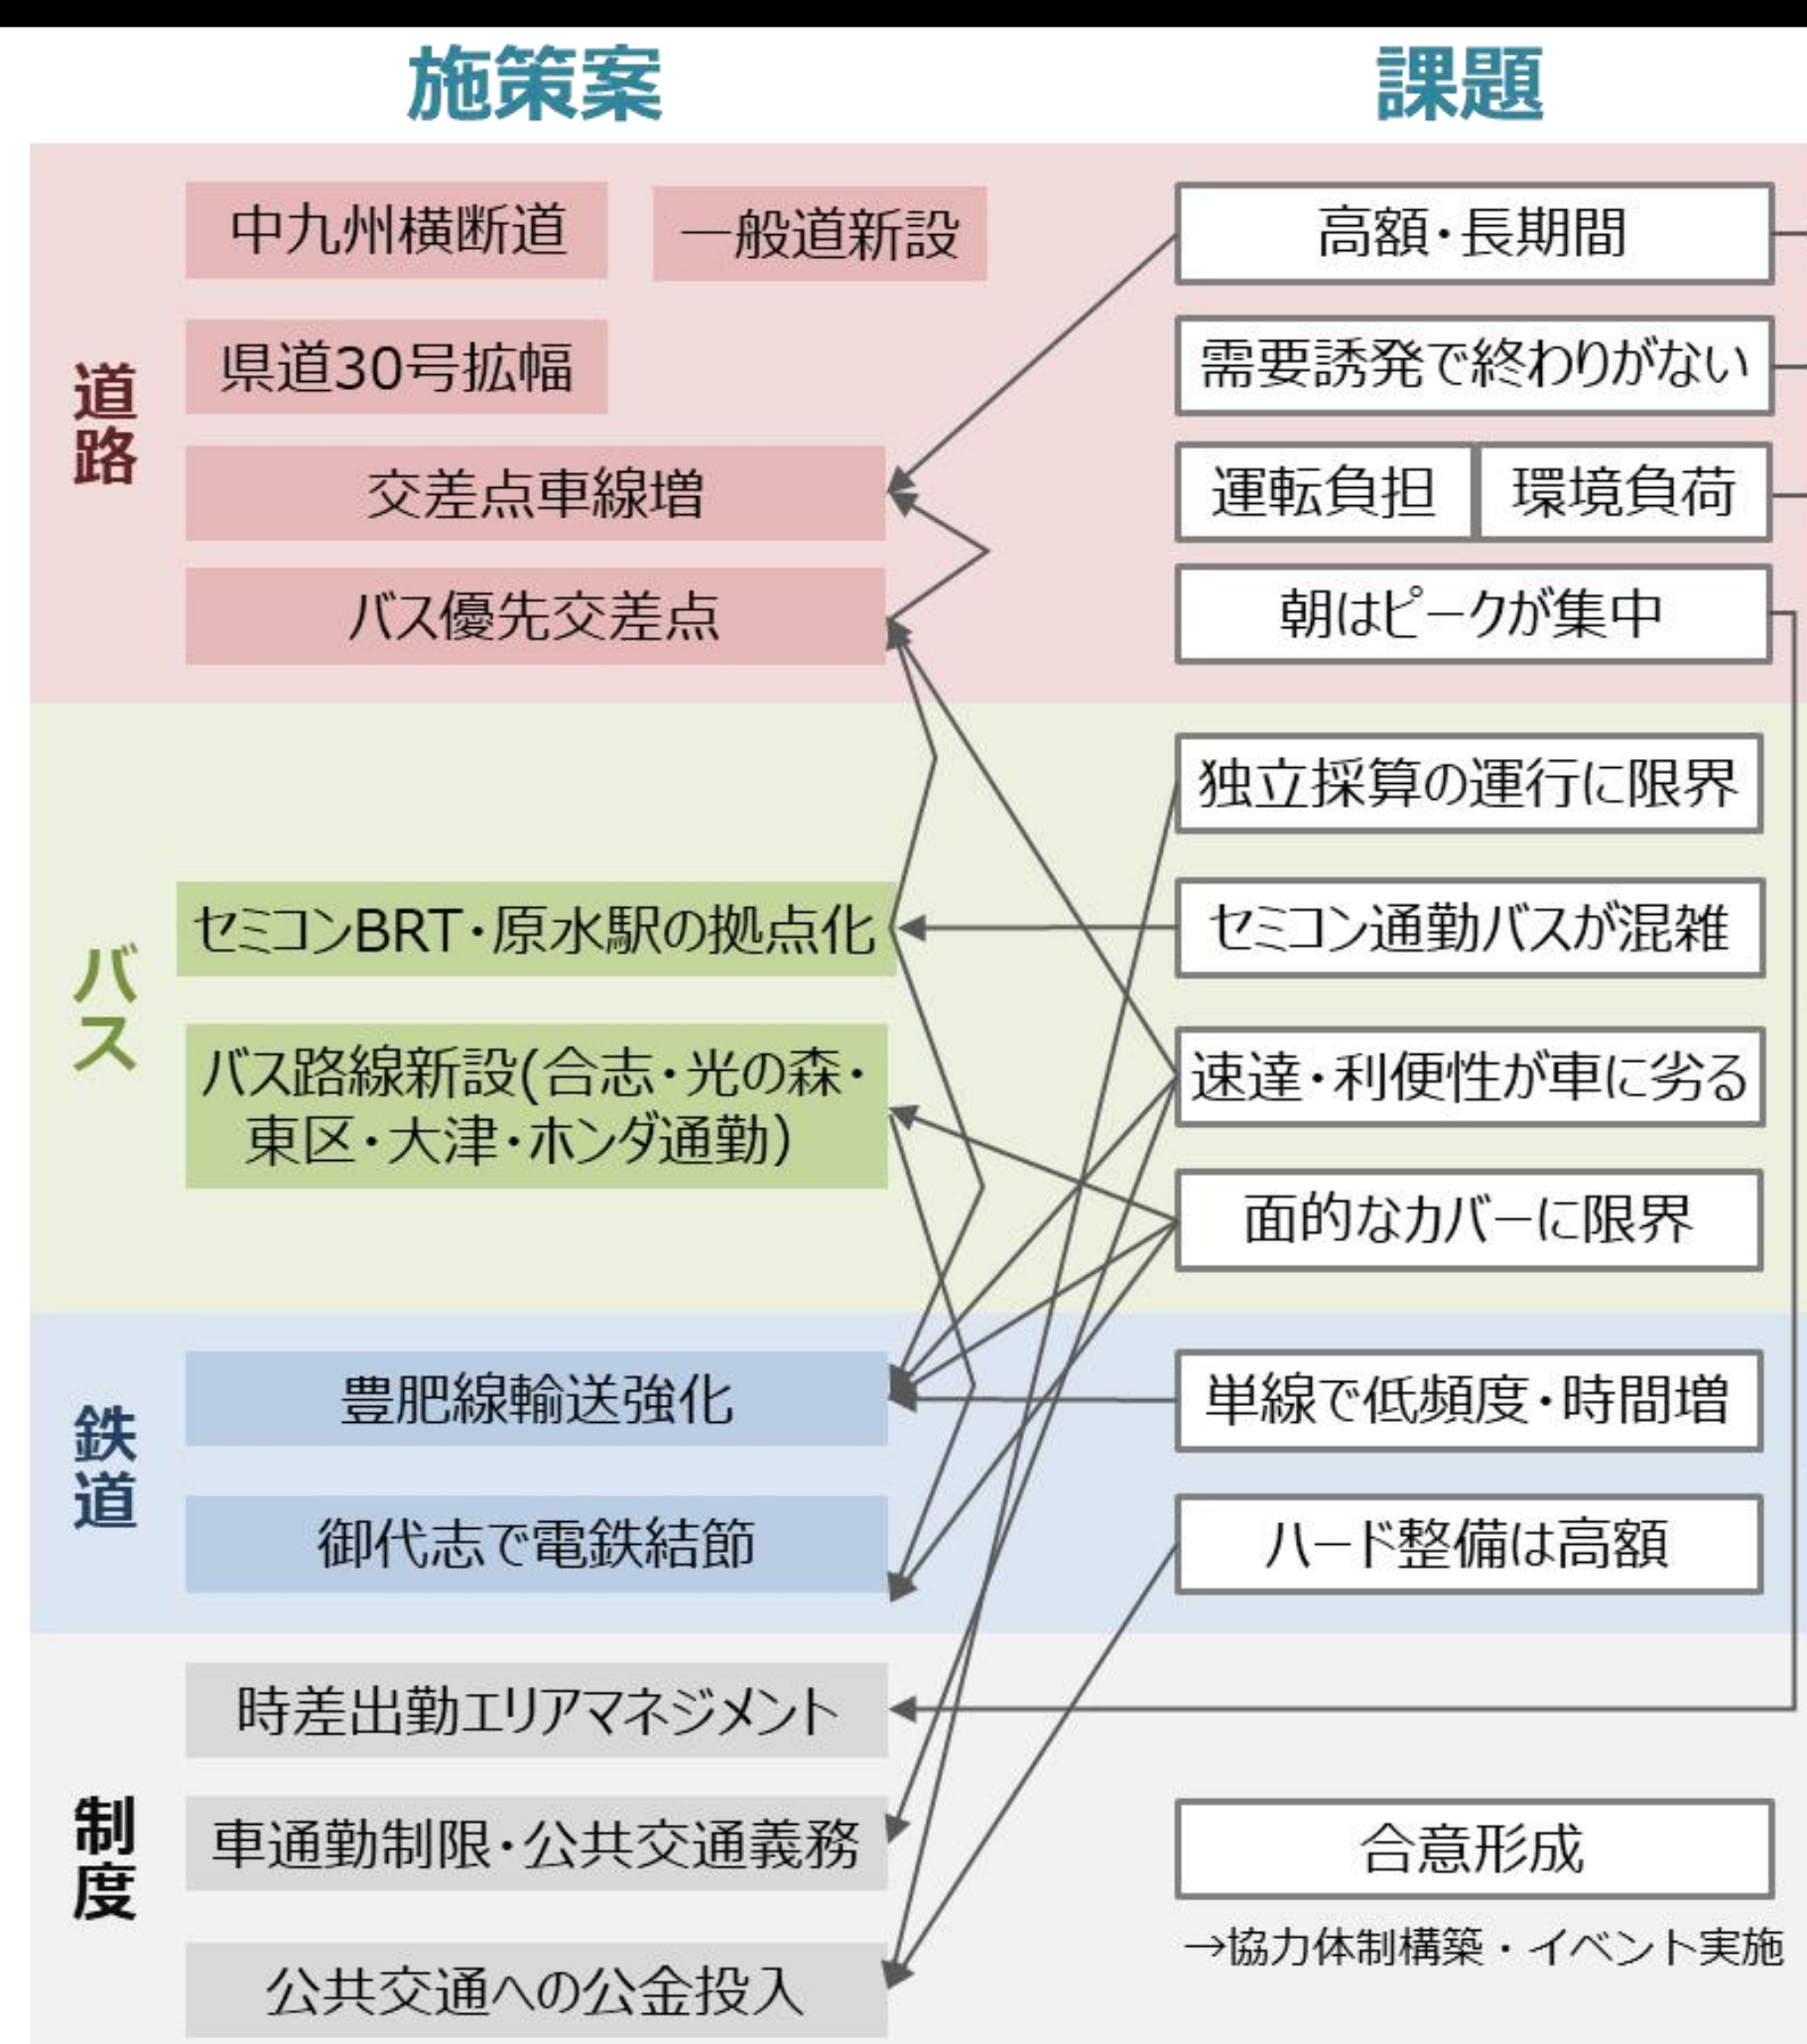 施策案
課題
道路
中九州横断道
一般道新設
高額・長期間
県道30号拡幅
需要誘発で終わりがない
交差点車線増
運転負担
環境負荷
バス優先交差点
朝はピークが集中
バス
独立採算の運行に限界
セミコンBRT・原水駅の拠点化
セミコン通勤バスが混雑
バス路線新設(合志・光の森・
東区・大津・ホンダ通勤)
速達・利便性が車に劣る
面的なカバーに限界
鉄道
豊肥線輸送強化
単線で低頻度・時間増
御代志で電鉄結節
ハード整備は高額
制度
時差出勤エリアマネジメント
車通勤制限・公共交通義務
合意形成
→協力体制構築・イベント実施
公共交通への公金投入